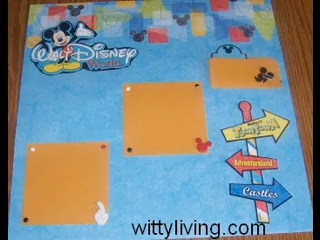 WALT DISNEY
World
Mickey's
TOONTOWN
Adventureland
Castles
wittyliving.com